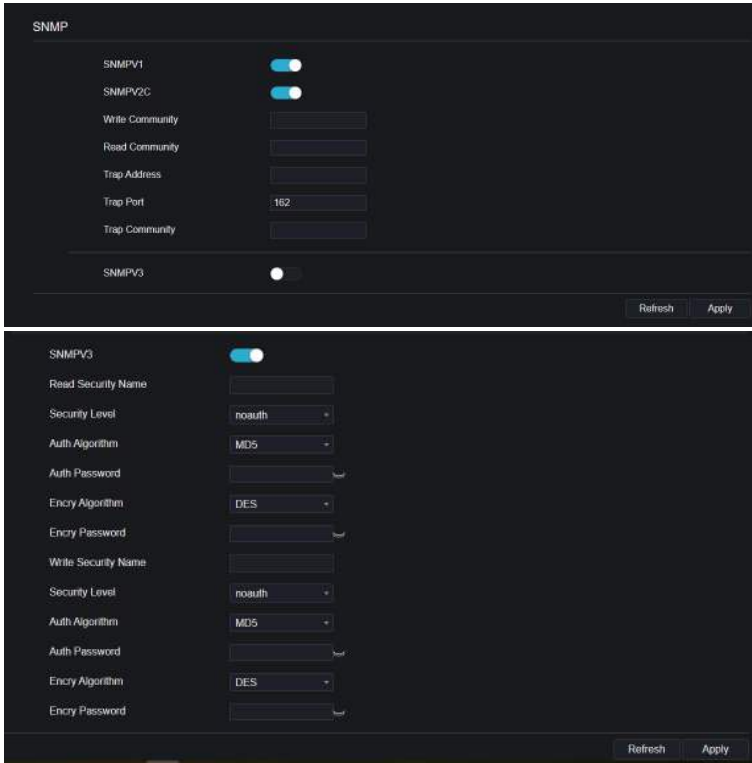 SNMP
SNMPV1
SNMPV2C
Write Community
Read Community
Trap Address
Trap Port 162
Trap Community
SNMPV3
Refresh Apply
SNMPV3
Read Security Name
Security Level noauth
Auth Algorithm MD5
Auth Password
Encry Algorithm DES
Encry Password
Write Security Name
Security Level noauth
Auth Algorithm MD5
Auth Password
Encry Algorithm DES
Encry Password
Refresh Apply